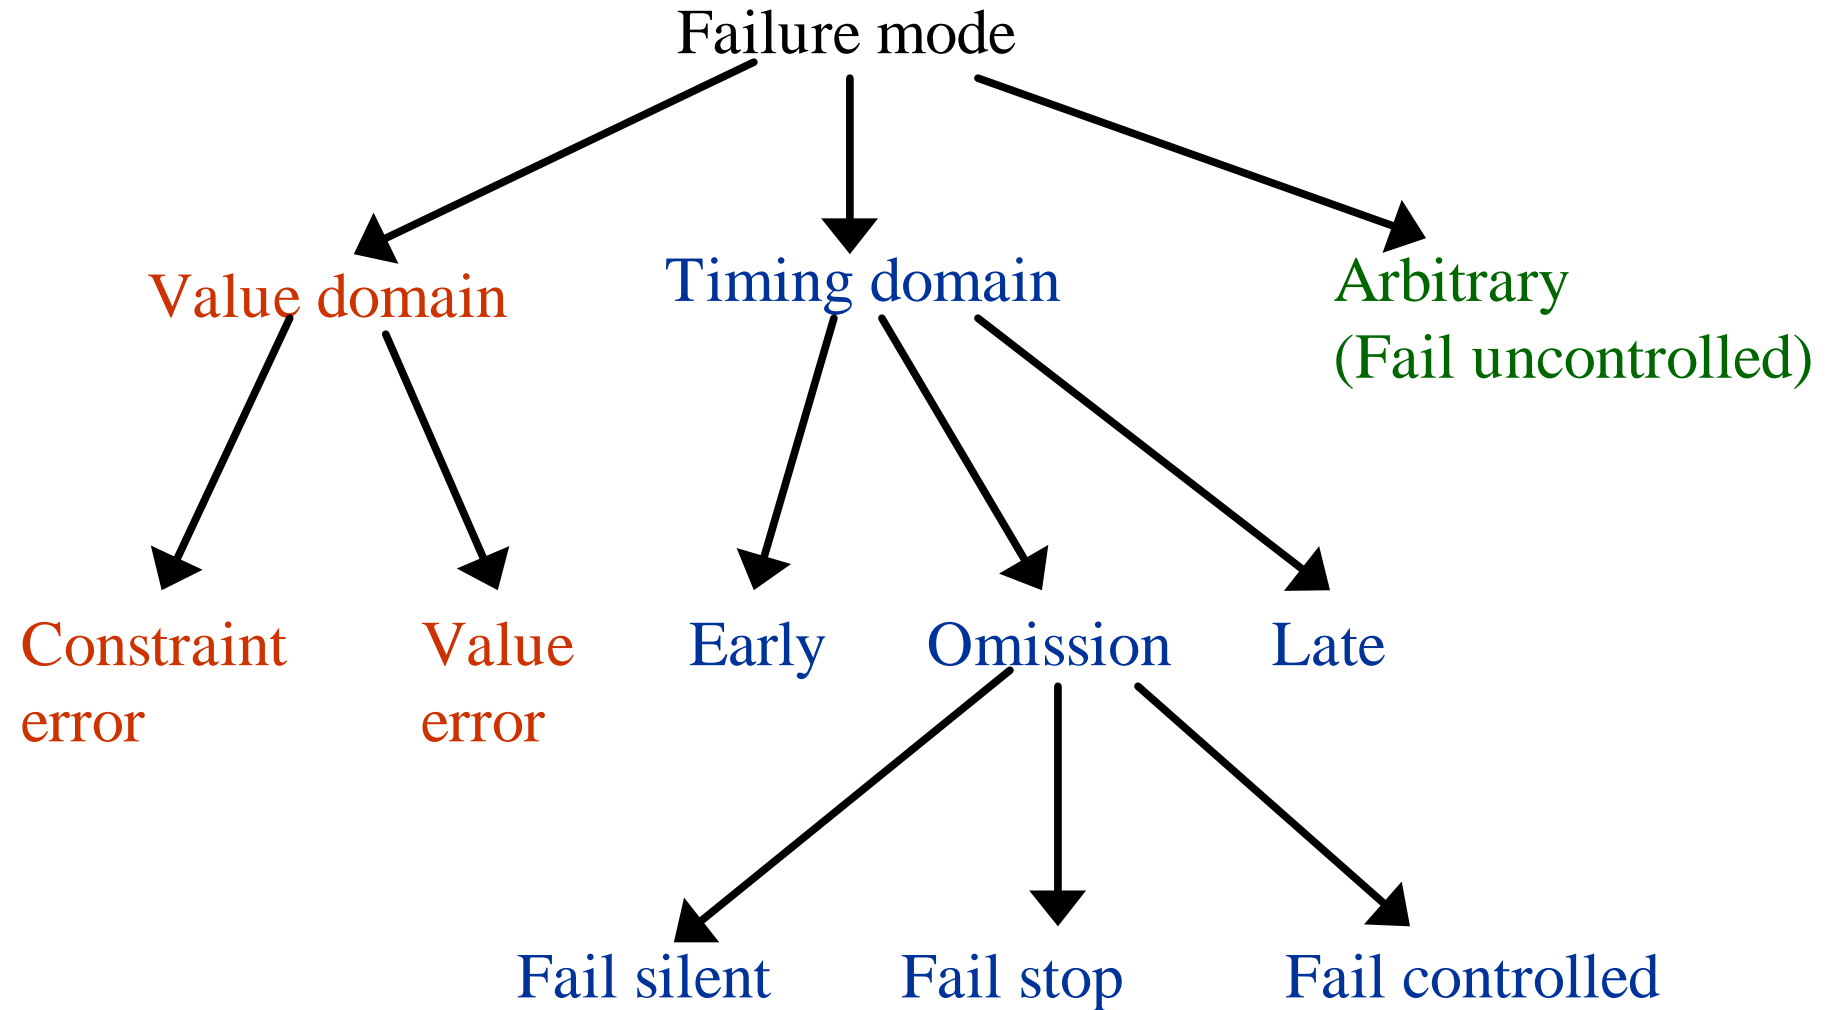 Failure mode
Value domain
Timing domain
Arbitrary
(Fail uncontrolled)
Constraint
error
Value
error
Early
Omission
Late
Fail silent
Fail stop
Fail controlled